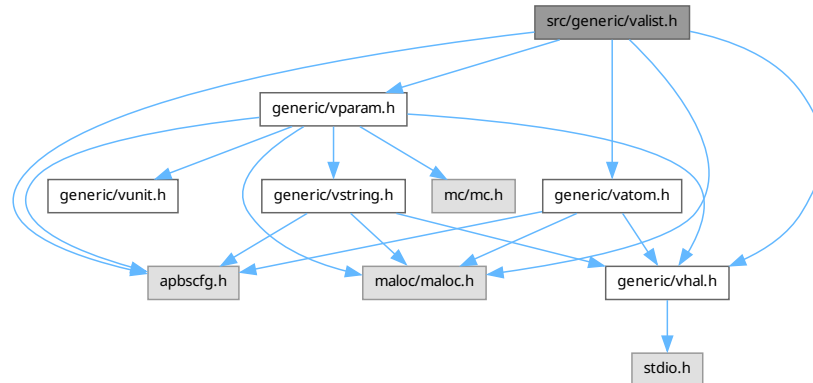 src/generic/valist.h
generic/vparam.h
generic/vunit.h
generic/vstring.h
mc/mc.h
generic/vatom.h
apbscfg.h
maloc/maloc.h
generic/vhal.h
stdio.h